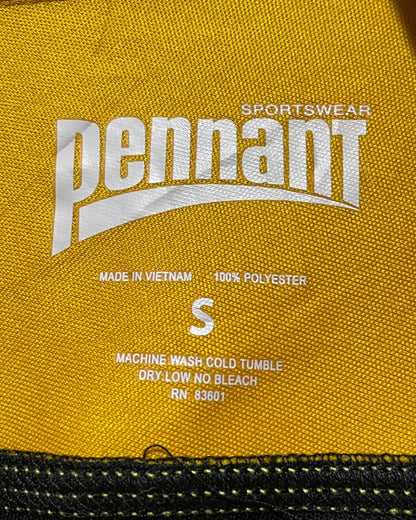 SPORTSWEAR
Pennant
MADE IN VIETNAM 100% POLYESTER
S
MACHINE WASH COLD TUMBLE
DRY LOW NO BLEACH
RN 83601